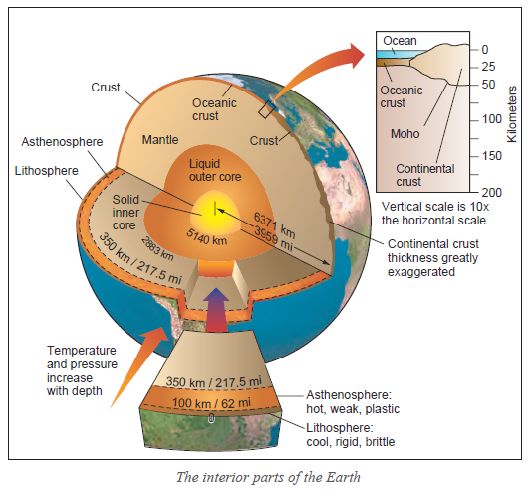 Crust
Oceanic
crust
Asthenosphere
Mantle
Crust
Lithosphere
Liquid
outer core
Solid
inner
core
6371 km
3959 mi
5140 km
2883 km
350 km / 217.5 mi
Ocean
0
25
Oceanic
crust
50
100
Moho
150
Continental
crust
200
Kilometers
Vertical scale is 10x
the horizontal scale
Continental crust
thickness greatly
exaggerated
Temperature
and pressure
increase
with depth
350 km / 217.5 mi
100 km / 62 mi
Asthenosphere:
hot, weak, plastic
Lithosphere:
cool, rigid, brittle
The interior parts of the Earth